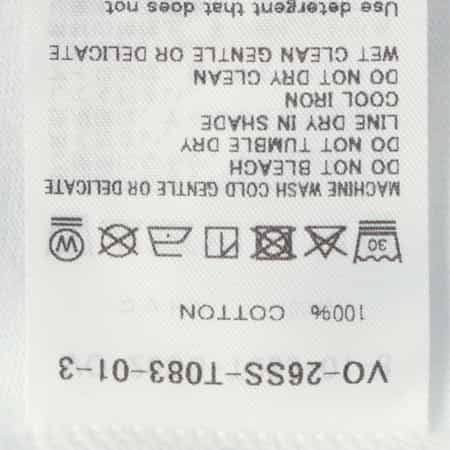 VO-26SS-T083-01-3
100% COTTON
30
W
MACHINE WASH COLD GENTLE OR DELICATE
DO NOT BLEACH
DO NOT TUMBLE DRY
LINE DRY IN SHADE
COOL IRON
DO NOT DRY CLEAN
WET CLEAN GENTLE OR DELICATE
Use detergent that does not